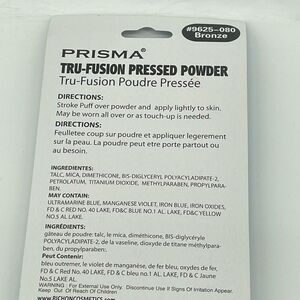 #9625-080
Bronze
PRISMA®
TRU-FUSION PRESSED POWDER
Tru-Fusion Poudre Pressée
DIRECTIONS:
Stroke Puff over powder and apply lightly to skin.
May be worn all over or as touch-up is needed.
DIRECTIONS:
Feulletee coup sur poudre et appliquer legerement
sur la peau. La poudre peut etre porte partout ou
au besoin.
INGREDIENTES:
TALC, MICA, DIMETHICONE, BIS-DIGLYCERYL POLYACYLADIPATE-2,
PETROLATUM, TITANIUM DIOXIDE, METHYLPARABEN, PROPYLPARA-
BEN.
MAY CONTAIN:
ULTRAMARINE BLUE, MANGANESE VIOLET, IRON BLUE, IRON OXIDES,
FD & C RED NO. 40 LAKE, FD&C BLUE NO.1 AL. LAKE, FD&C YELLOW
NO.5 AL LAKE.
INGRÉDIENTS:
gâteau de poudre: talc, le mica, diméthicone, bis-diglycéryle
POLYACYLADIPATE-2, de la vaseline, dioxyde de titane méthylpara-
ben, du propylparaben.
Peut Contenir:
bleu outremer, le violet de manganèse, de fer bleu, oxydes de fer,
FD & C Red No. 40 LAKE, FD & C bleu no.1 AL. LAKE, FD & C Jaune
No.5 LAKE AL.
WARNING : For External Use Only. Discontinue Use If Signs Of Irritation Appear.
Keep Out Of Reach Of Children
WWW.RICHONCOSMETICS.COM